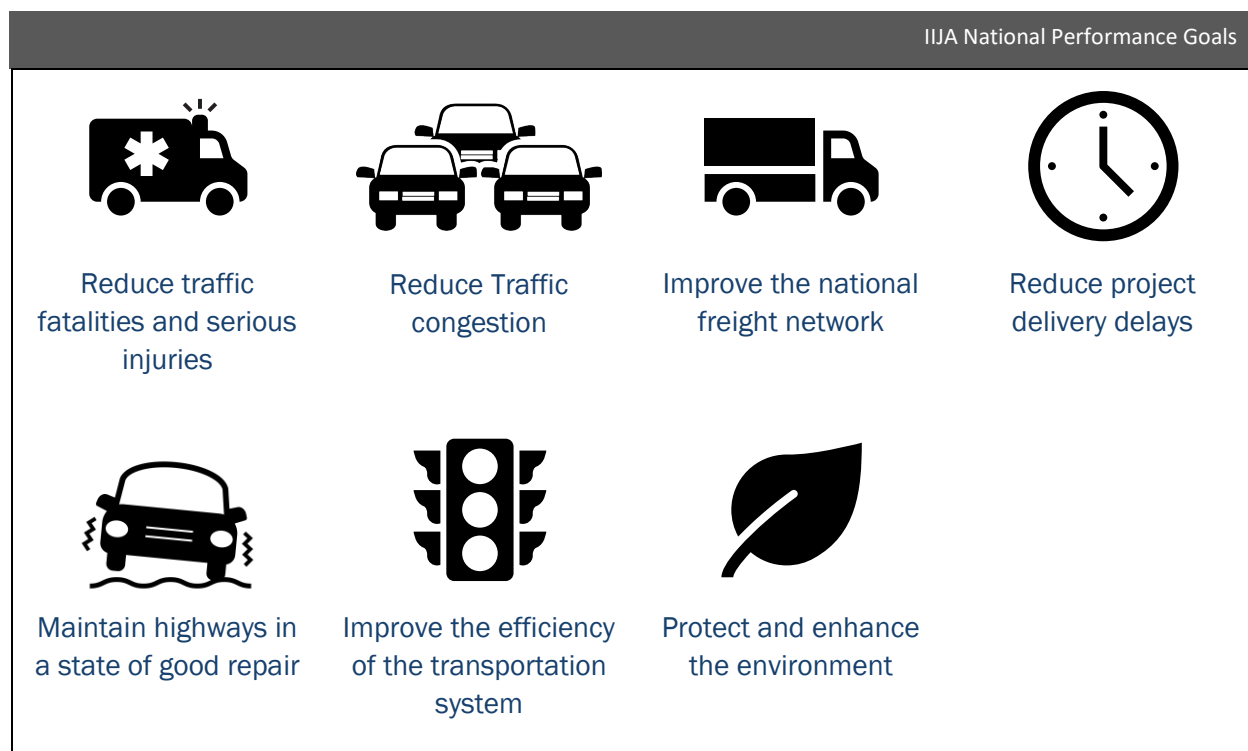 IIJA National Performance Goals
Reduce traffic
fatalities and serious
injuries
Reduce Traffic
congestion
Improve the national
freight network
Reduce project
delivery delays
Maintain highways in
a state of good repair
Improve the efficiency
of the transportation
system
Protect and enhance
the environment